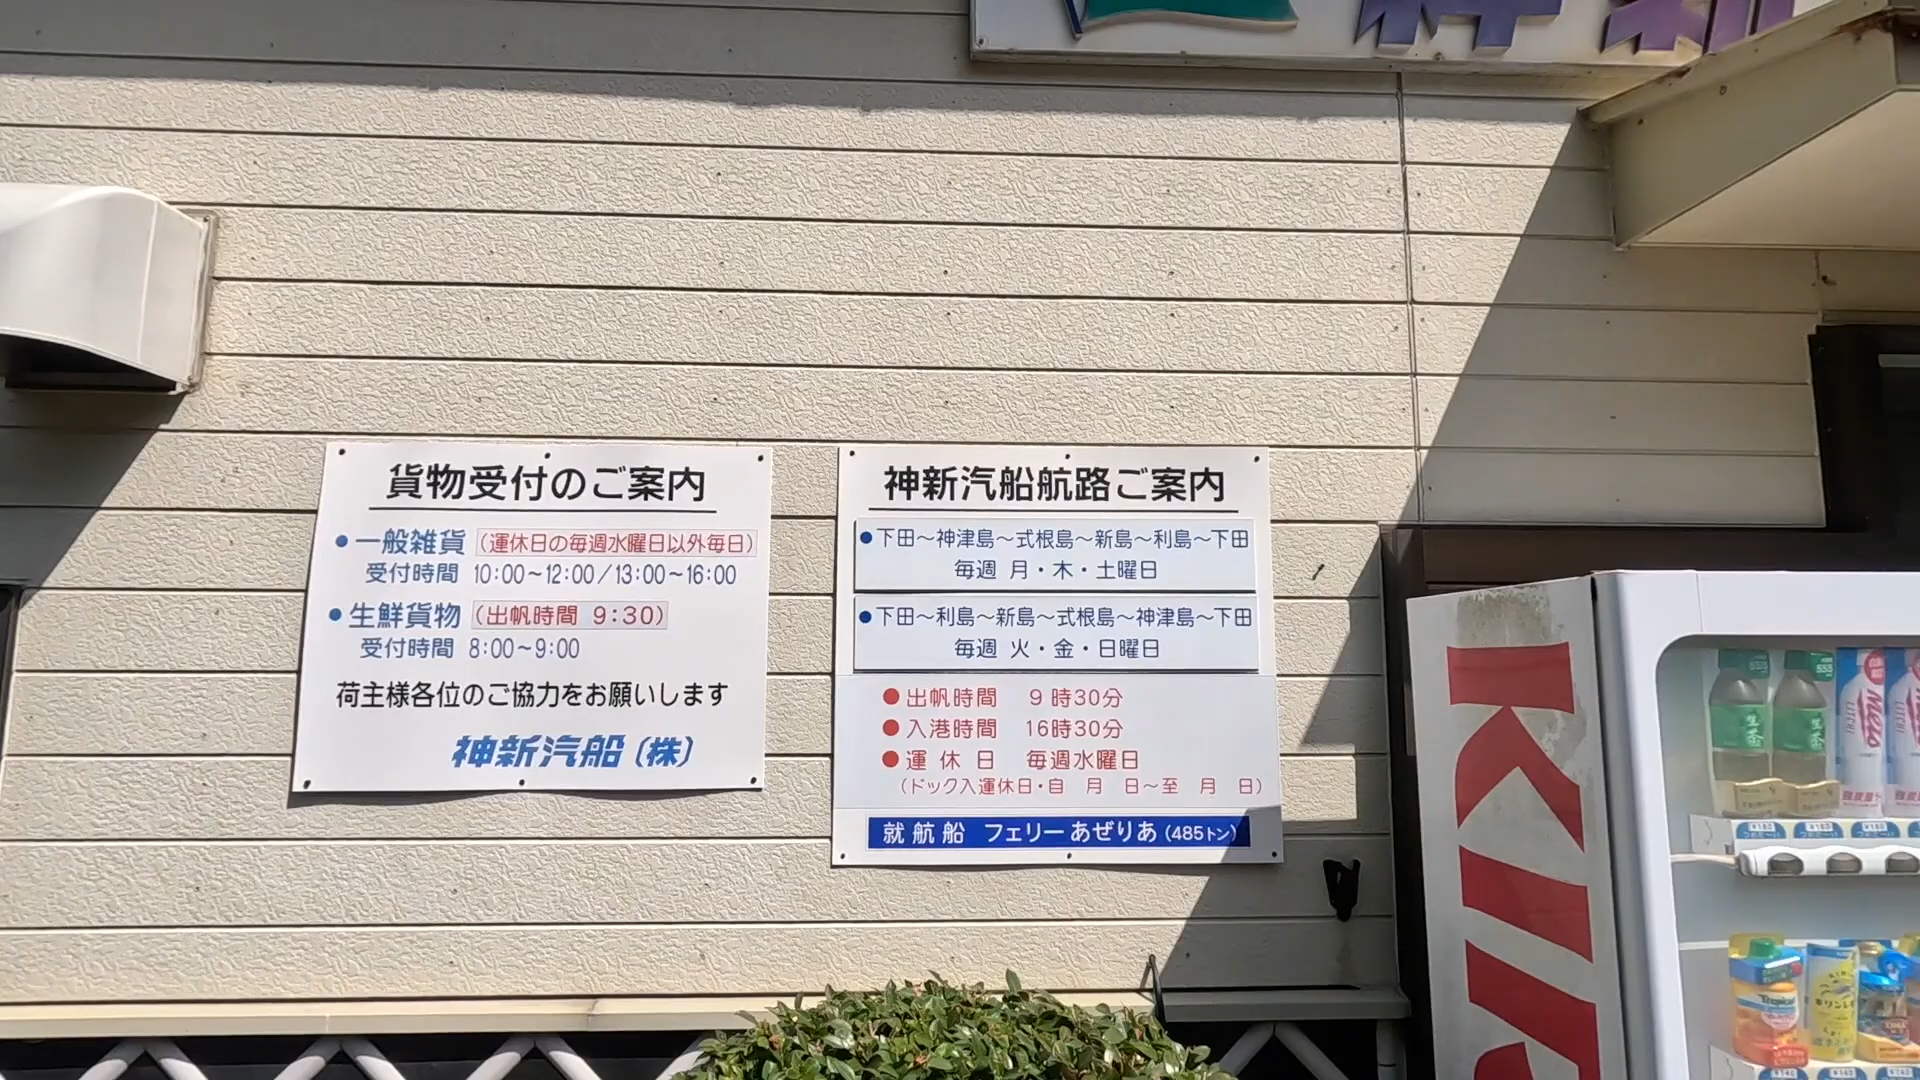 貨物受付のご案内
●一般雑貨（運休日の毎週水曜日以外毎日）
受付時間 10:00～12:00/13:00～16:00
●生鮮貨物（出帆時間 9:30）
受付時間 8:00～9:00
荷主様各位のご協力をお願いします
神新汽船（株）
神新汽船航路ご案内
●下田～神津島～式根島～新島～利島～下田
毎週 月・木・土曜日
●下田～利島～新島～式根島～神津島～下田
毎週 火・金・日曜日
●出帆時間 9時30分
●入港時間 16時30分
●運休日 毎週水曜日
（ドック入運休日・自 月 日～至 月 日）
就航船 フェリーあぜりあ（485トン）
生茶
Mets
Tropicana